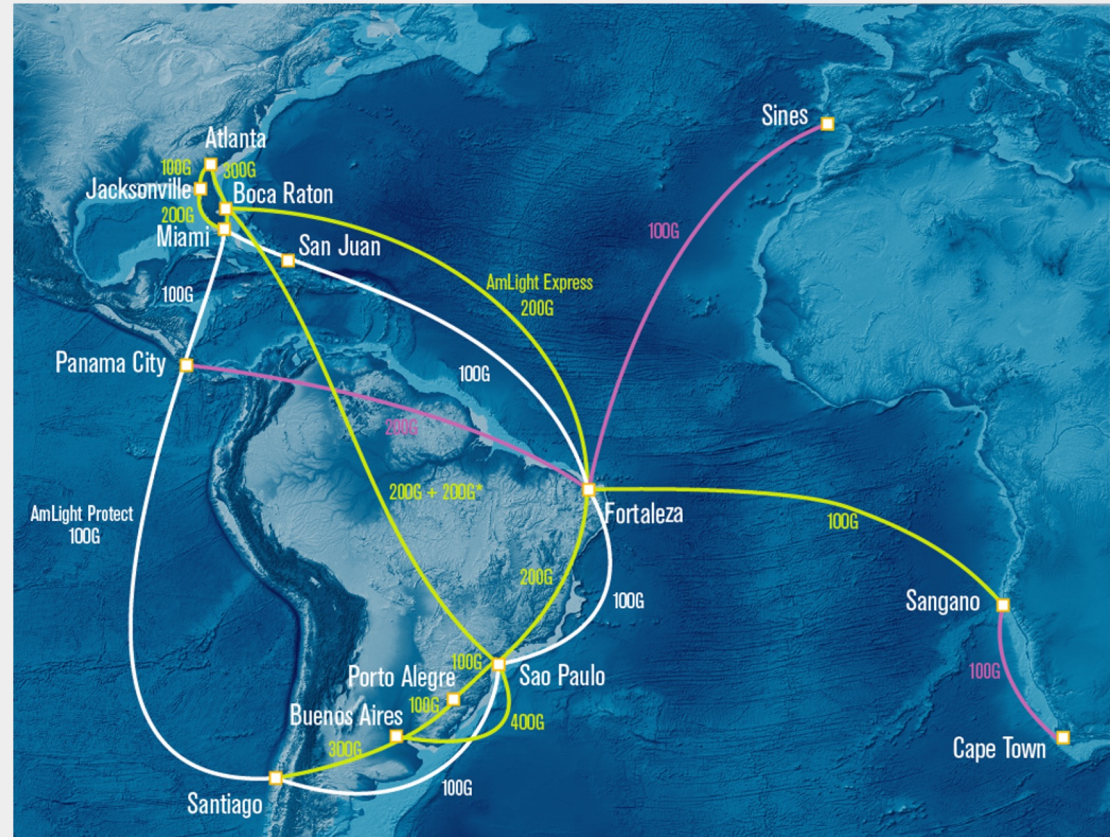 Sines
Atlanta
100G
300G
Jacksonville
Boca Raton
200G
Miami
San Juan
100G
100G
AmLight Express
200G
Panama City
100G
200G
200G + 200G*
AmLight Protect
100G
Fortaleza
100G
200G
100G
Sangano
100G
Porto Alegre
Sao Paulo
100G
100G
Buenos Aires
400G
300G
Cape Town
100G
Santiago